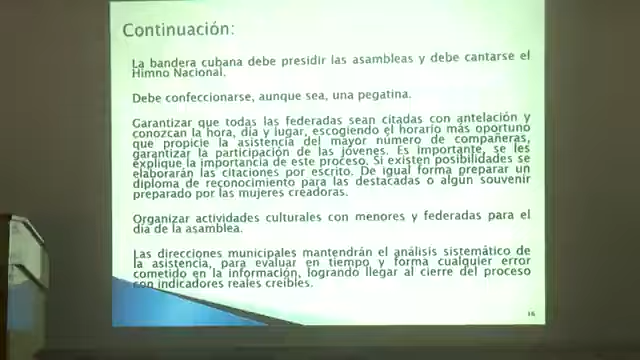 Continuación:
La bandera cubana debe presidir las asambleas y debe cantarse el
Himno Nacional.
Debe confeccionarse, aunque sea, una pegatina.
Garantizar que todas las federadas sean citadas con antelación y
conozcan la hora, día y lugar, escogiendo el horario más oportuno
que propicie la asistencia del mayor número de compañeras,
garantizar la participación de las jóvenes. Es importante, se les
explique la importancia de este proceso. Si existen posibilidades se
elaborarán las citaciones por escrito. De igual forma preparar un
diploma de reconocimiento para las destacadas o algún souvenir
preparado por las mujeres creadoras.
Organizar actividades culturales con menores y federadas para el
día de la asamblea.
Las direcciones municipales mantendrán el análisis sistemático de
la asistencia, para evaluar en tiempo y forma cualquier error
cometido en la información, logrando llegar al cierre del proceso
con indicadores reales creíbles.
16